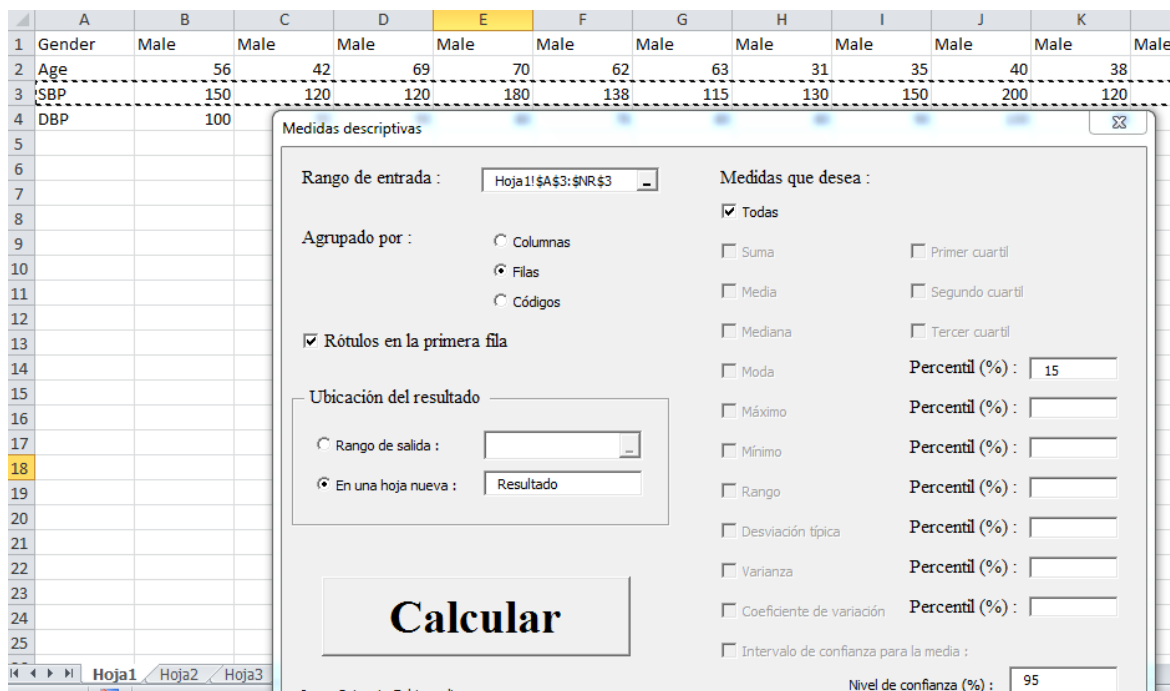 A B C D E F G H I J K
1 Gender Male Male Male Male Male Male Male Male Male Male Male
2 Age 56 42 69 70 62 63 31 35 40 38
3 SBP 150 120 120 180 138 115 130 150 200 120
4 DBP 100
5
6
7
8
9
10
11
12
13
14
15
16
17
18
19
20
21
22
23
24
25
Medidas descriptivas
Rango de entrada : Hoja1!$A$3:$NR$3
Agrupado por :
Columnas
Filas
Códigos
Rótulos en la primera fila
Ubicación del resultado
Rango de salida :
En una hoja nueva : Resultado
Calcular
Medidas que desea :
Todas
Suma Primer cuartil
Media Segundo cuartil
Mediana Tercer cuartil
Moda Percentil (%) : 15
Máximo Percentil (%) :
Mínimo Percentil (%) :
Rango Percentil (%) :
Desviación típica Percentil (%) :
Varianza Percentil (%) :
Coeficiente de variación Percentil (%) :
Intervalo de confianza para la media :
Nivel de confianza (%) : 95
Hoja1 Hoja2 Hoja3